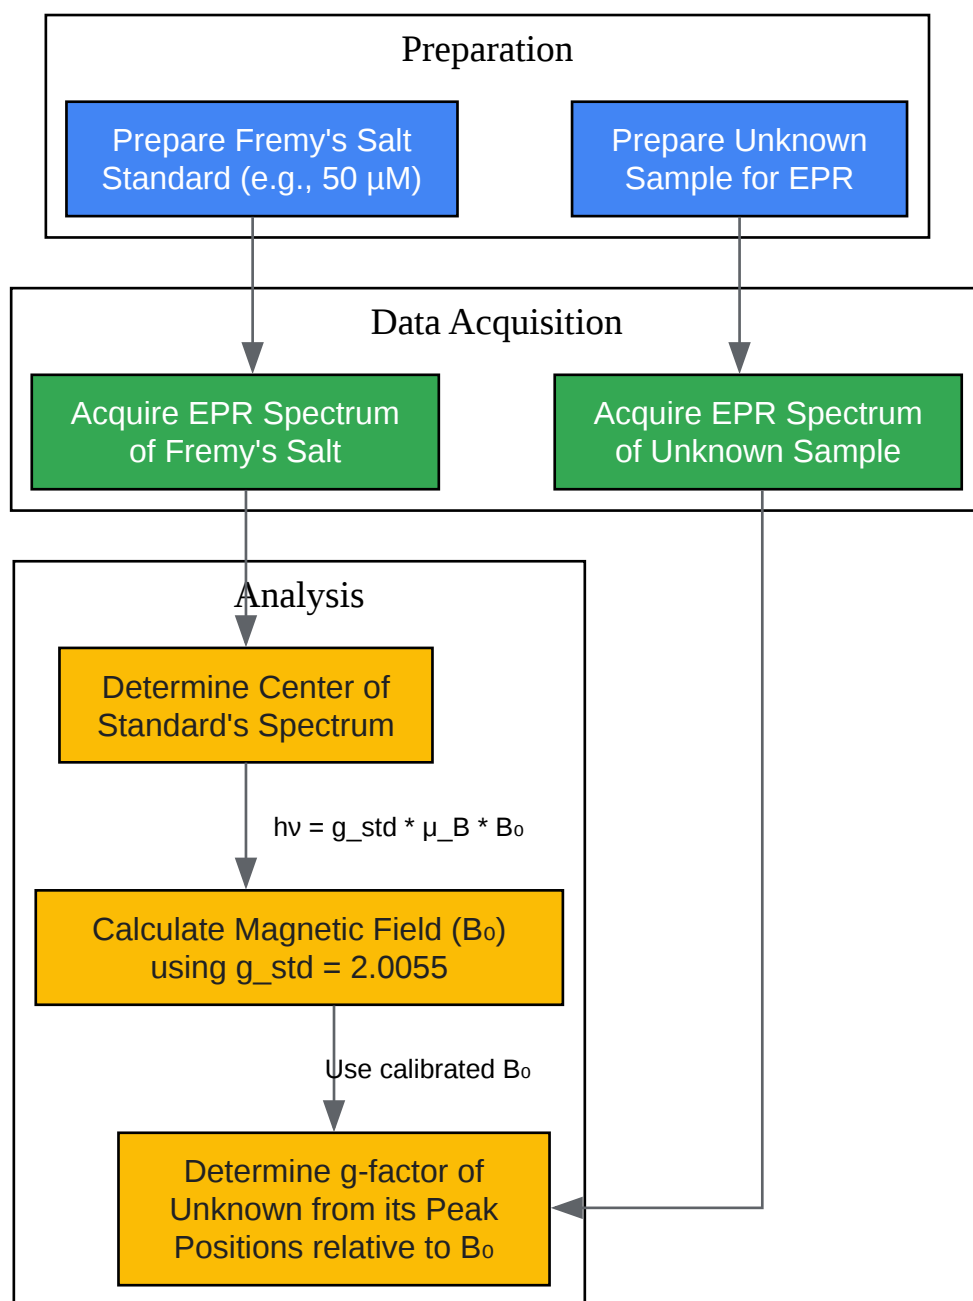 Preparation
Prepare Fremy's Salt
Standard (e.g., 50 µM)
Prepare Unknown
Sample for EPR
Data Acquisition
Acquire EPR Spectrum
of Fremy's Salt
Acquire EPR Spectrum
of Unknown Sample
Analysis
Determine Center of
Standard's Spectrum
hν = g_std * μ_B * B₀
Calculate Magnetic Field (B₀)
using g_std = 2.0055
Use calibrated B₀
Determine g-factor of
Unknown from its Peak
Positions relative to B₀